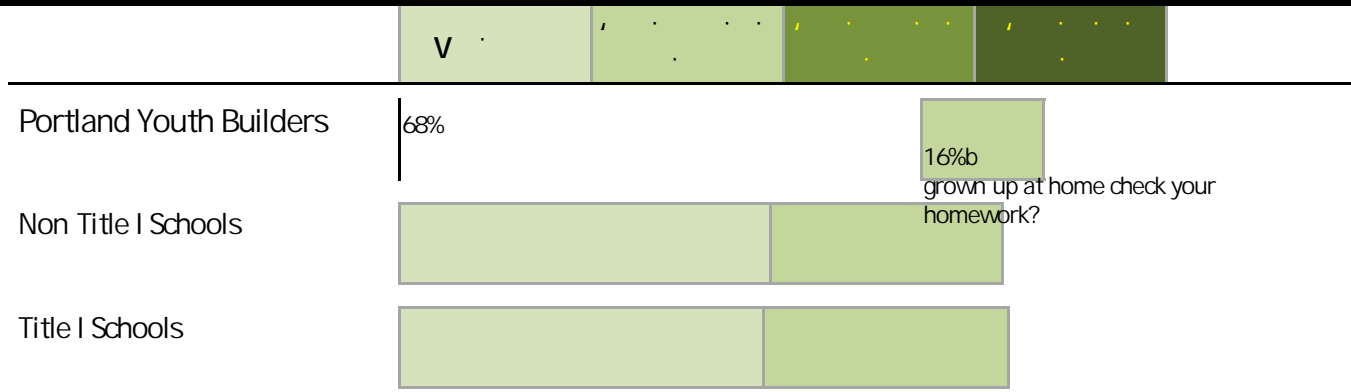 Portland Youth Builders
68%
16%b
grown up at home check your
homework?
Non Title I Schools
Title I Schools